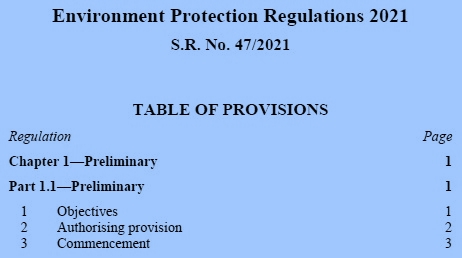 Environment Protection Regulations 2021
S.R. No. 47/2021
TABLE OF PROVISIONS
Regulation Page
Chapter 1—Preliminary 1
Part 1.1—Preliminary 1
1 Objectives 1
2 Authorising provision 2
3 Commencement 3